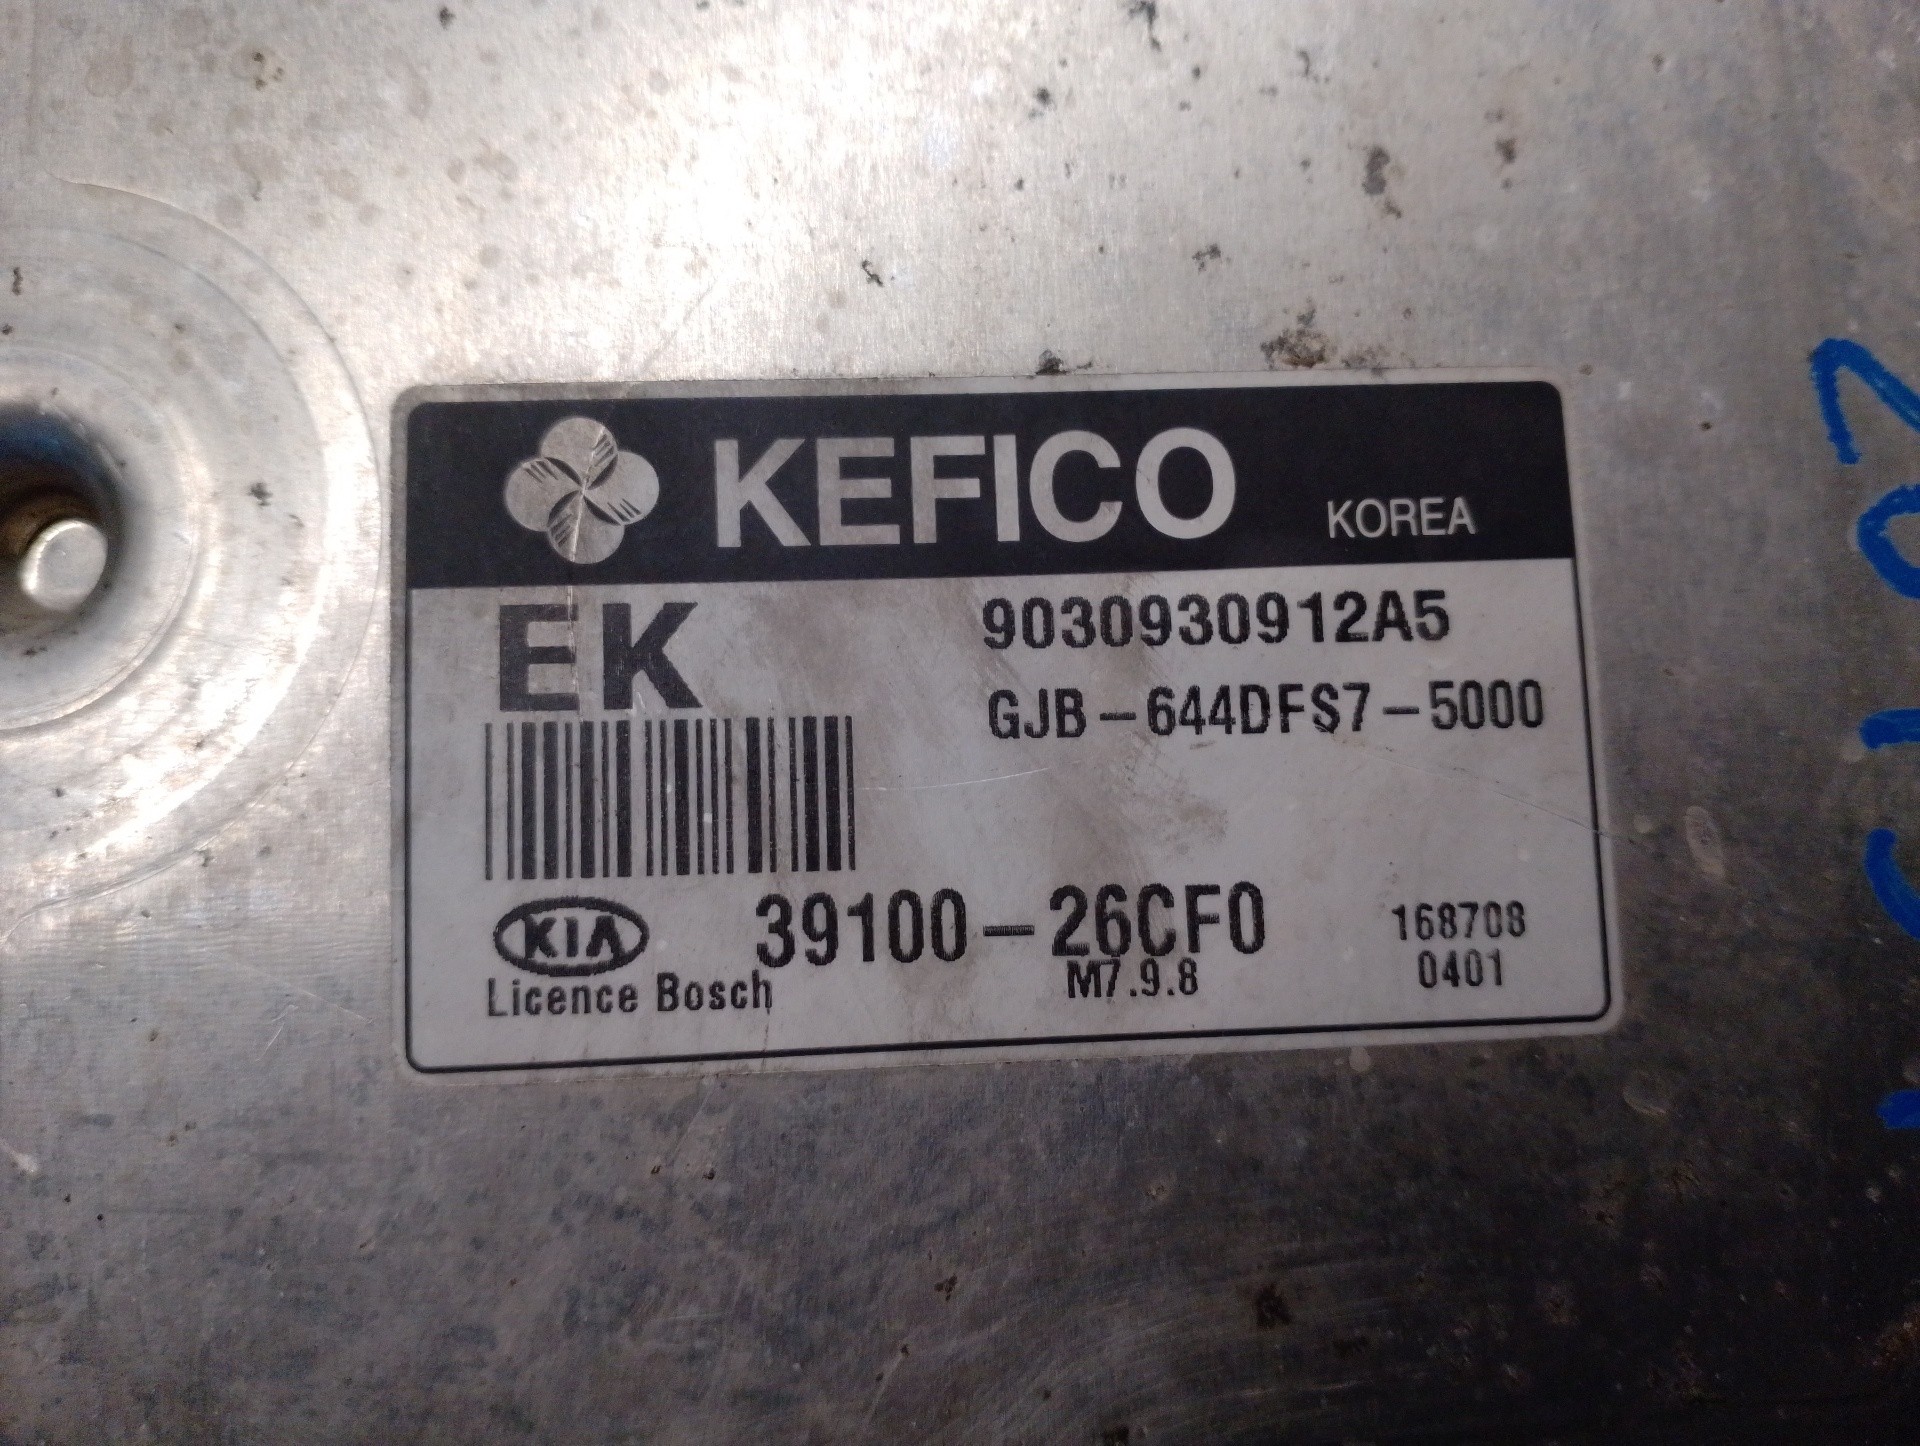 KEFICO KOREA
EK
9030930912A5
GJB-644DFS7-5000
KIA
39100-26CF0
168708
Licence Bosch
M7.9.8
0401